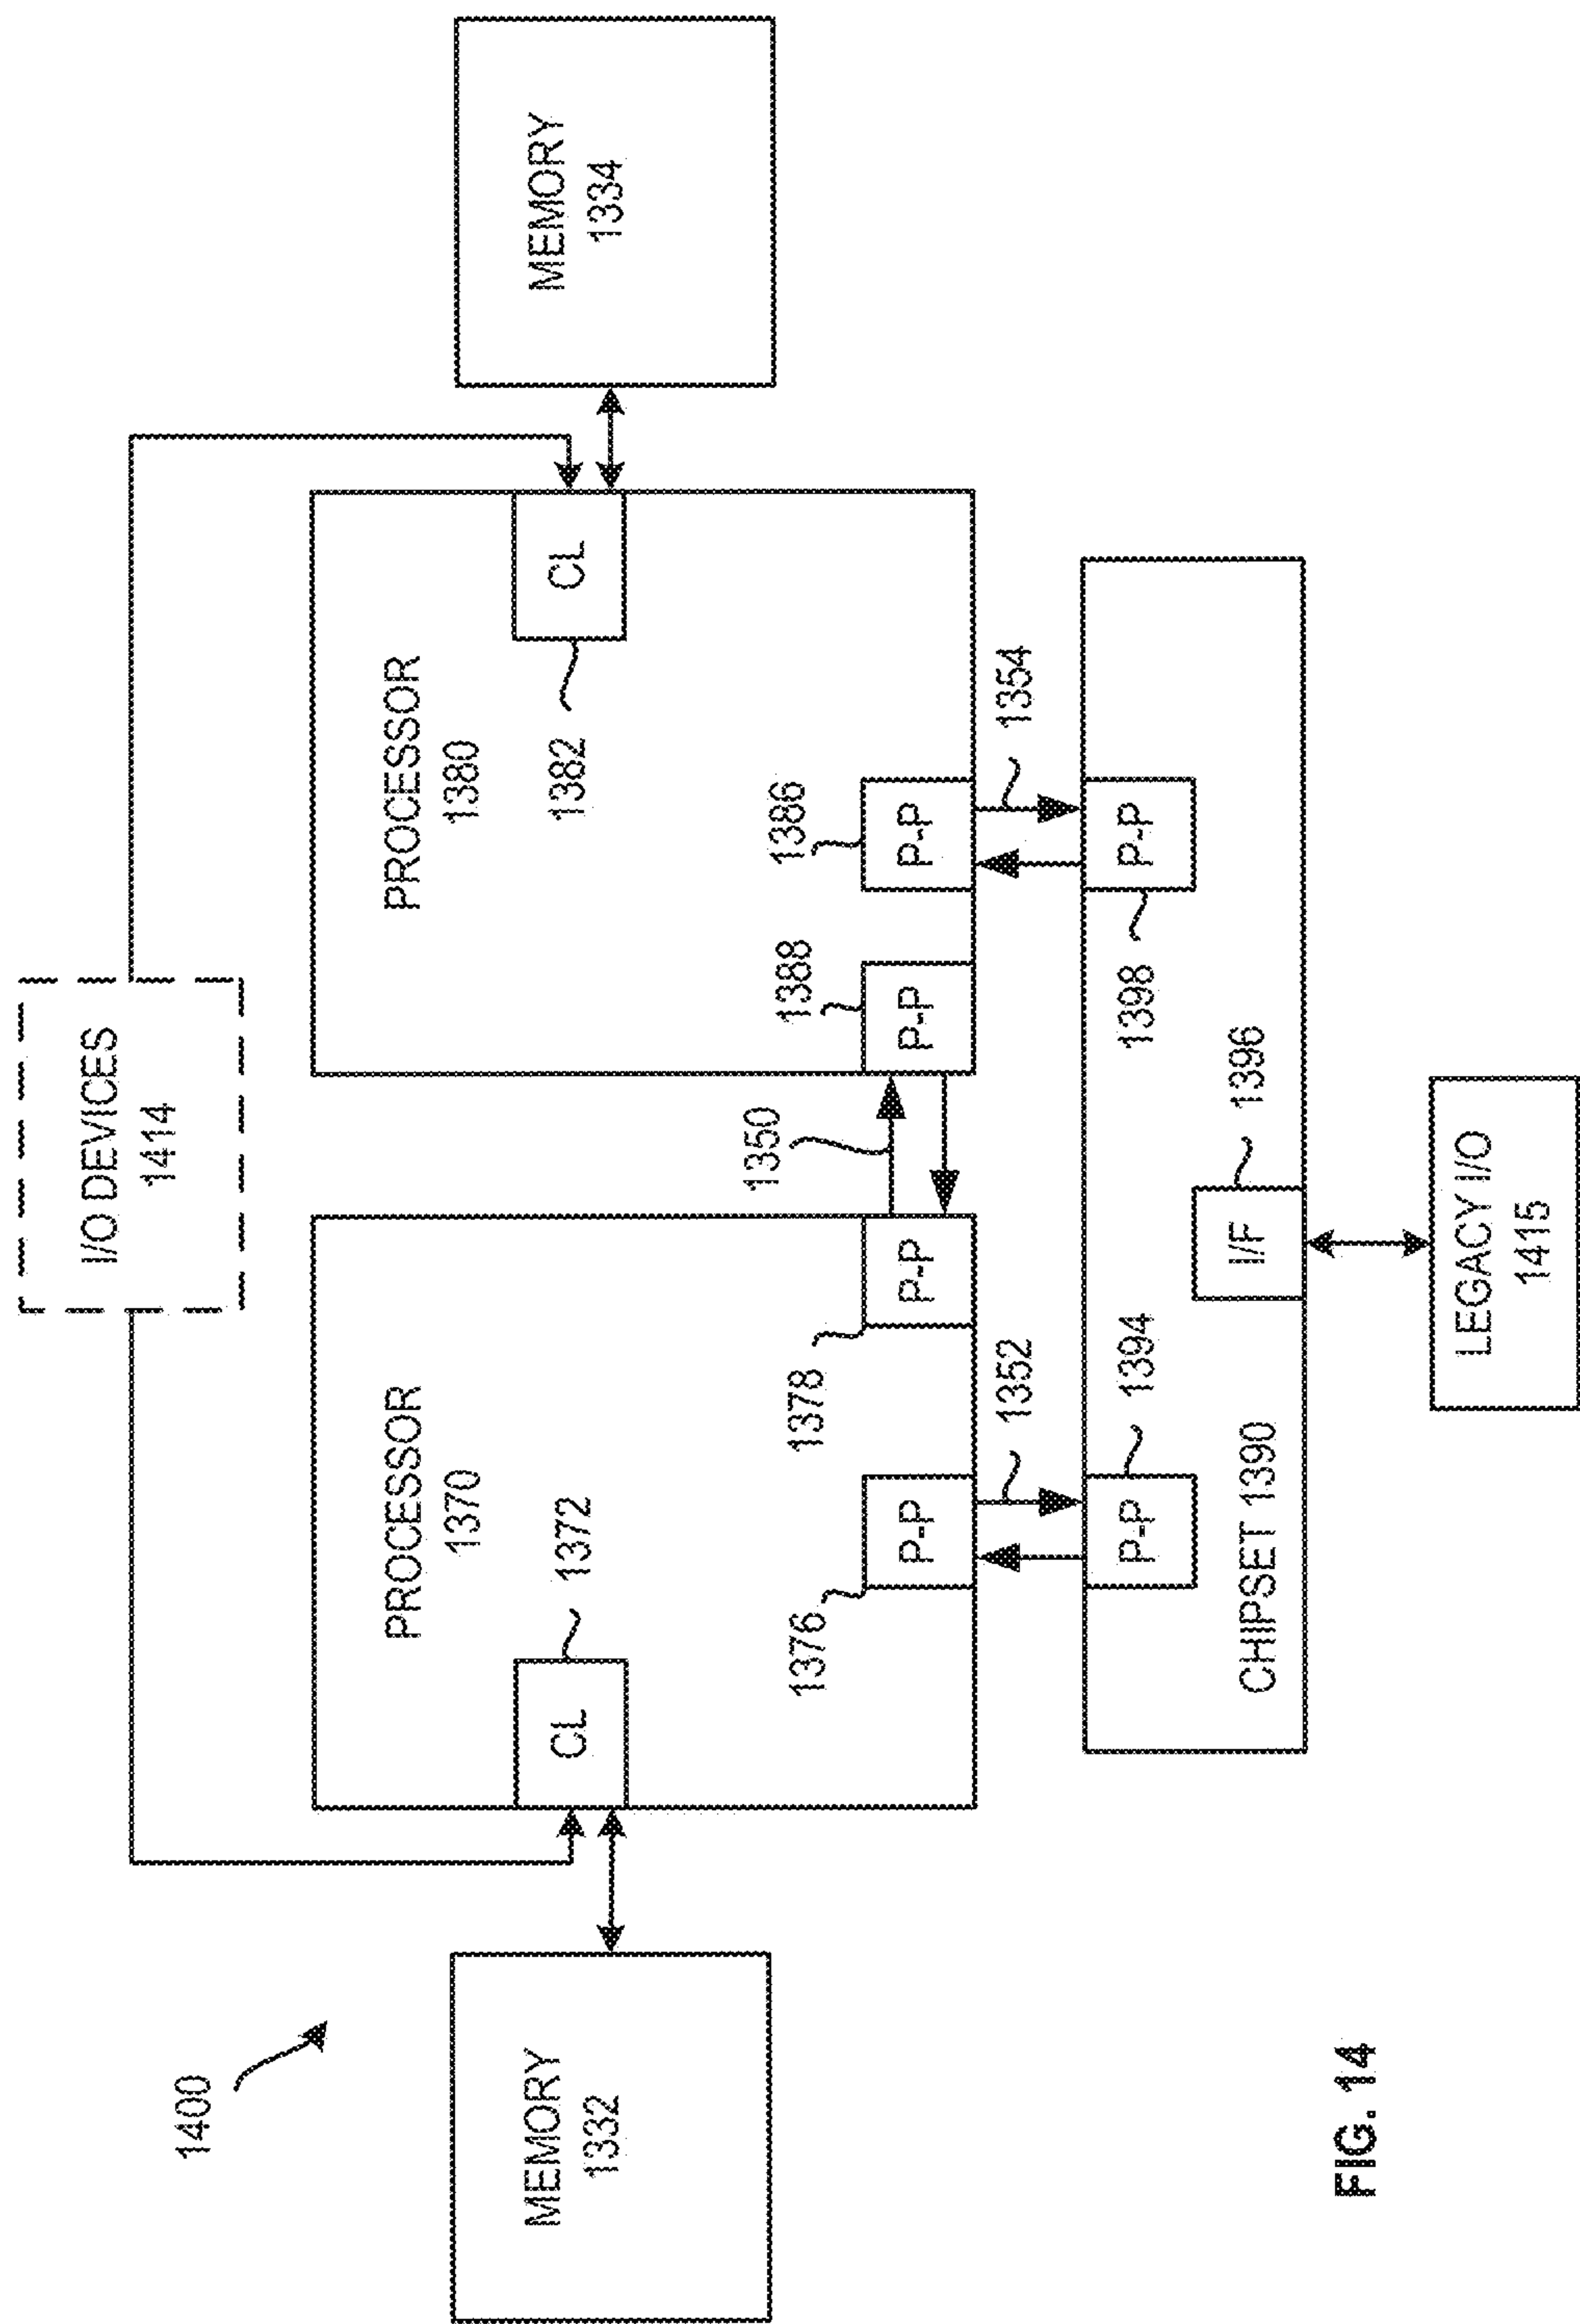 1400
I/O DEVICES
1414
MEMORY
1332
PROCESSOR
1370
CL
1372
1376
P-P
1378
P-P
1350
PROCESSOR
1380
CL
1382
1388
P-P
1386
P-P
MEMORY
1334
1352
1354
P-P
1394
P-P
1398
CHIPSET 1390
I/F
1396
LEGACY I/O
1415
FIG. 14